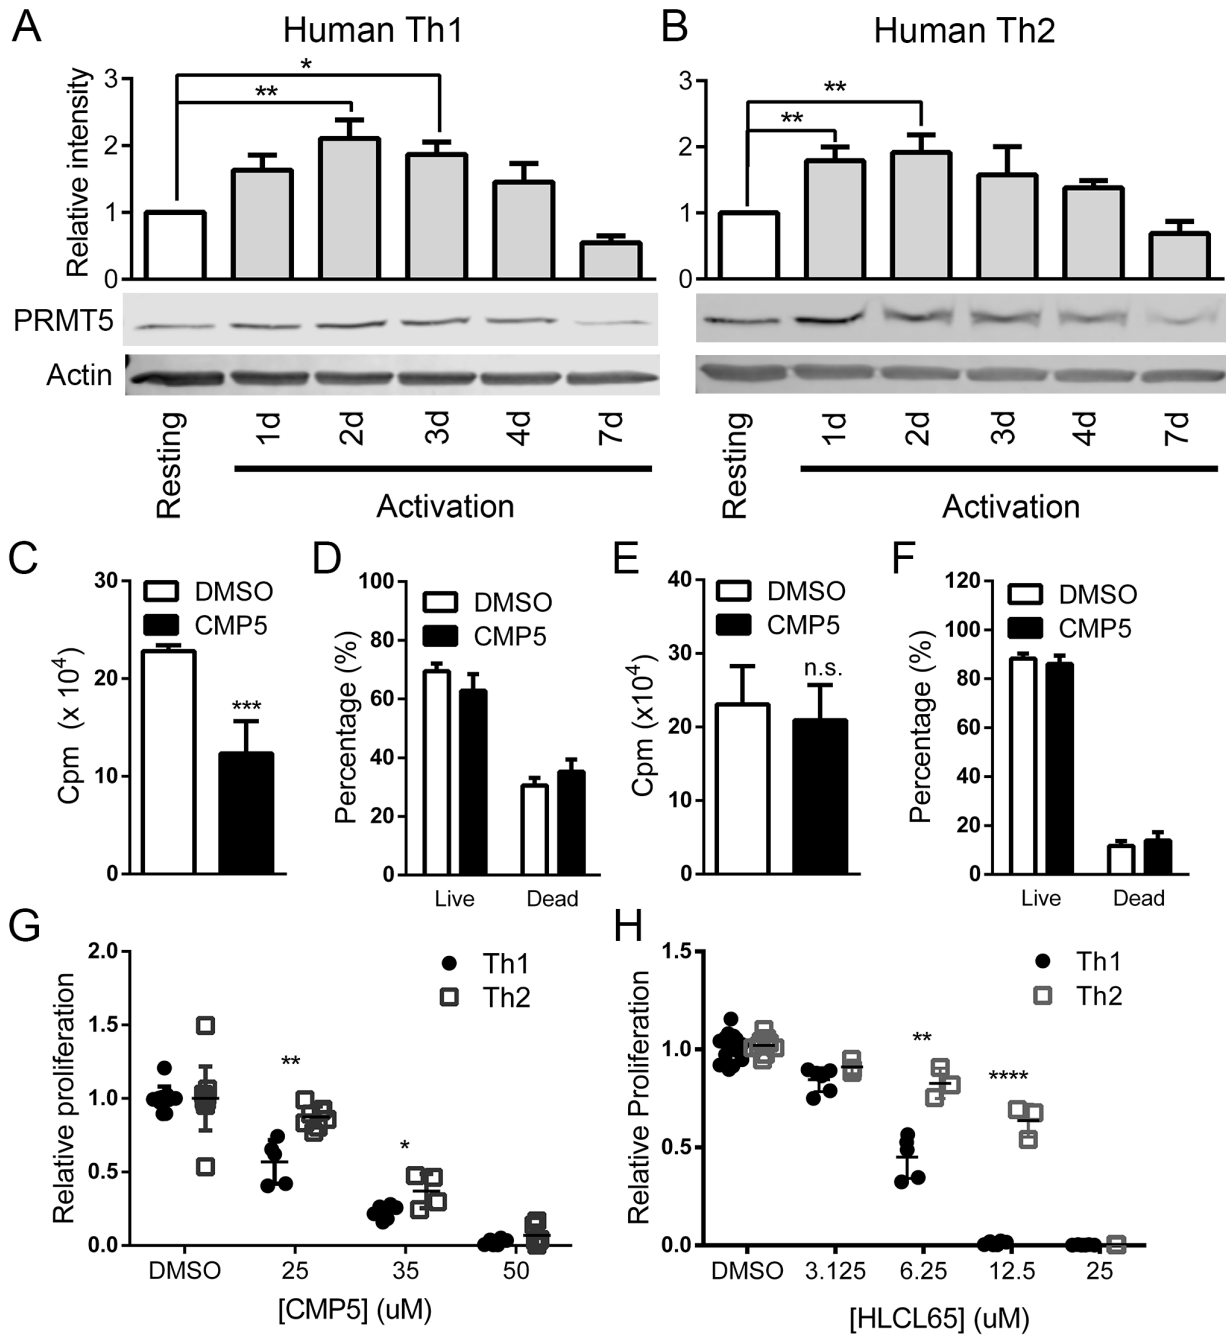 A
Human Th1
B
Human Th2
Relative intensity
3
2
1
0
*
**
3
2
1
0
**
**
PRMT5
Actin
Resting
1d
2d
3d
4d
7d
Activation
Resting
1d
2d
3d
4d
7d
Activation
C
Cpm (x 10⁴)
30
20
10
0
DMSO
CMP5
***
D
Percentage (%)
100
80
60
40
20
0
DMSO
CMP5
Live
Dead
E
Cpm (x10⁴)
40
30
20
10
0
DMSO
CMP5
n.s.
F
Percentage (%)
120
100
80
60
40
20
0
DMSO
CMP5
Live
Dead
G
Relative proliferation
2.0
1.5
1.0
0.5
0.0
Th1
Th2
**
*
DMSO
25
35
50
[CMP5] (uM)
H
Relative Proliferation
1.5
1.0
0.5
0.0
Th1
Th2
**
****
DMSO
3.125
6.25
12.5
25
[HLCL65] (uM)